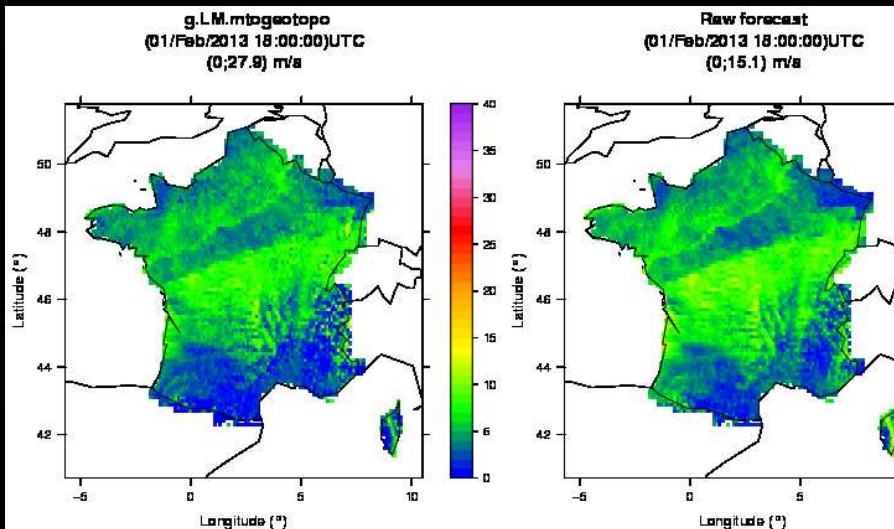 g.LM.mtogeotopo
(01/Feb/2013 18:00:00)UTC
(0;27.9) m/s
Raw forecast
(01/Feb/2013 18:00:00)UTC
(0;15.1) m/s
Latitude (°)
50
48
46
44
42
-5
0
5
10
Longitude (°)
40
35
30
25
20
15
10
5
0
Latitude (°)
50
48
46
44
42
-5
0
5
Longitude (°)